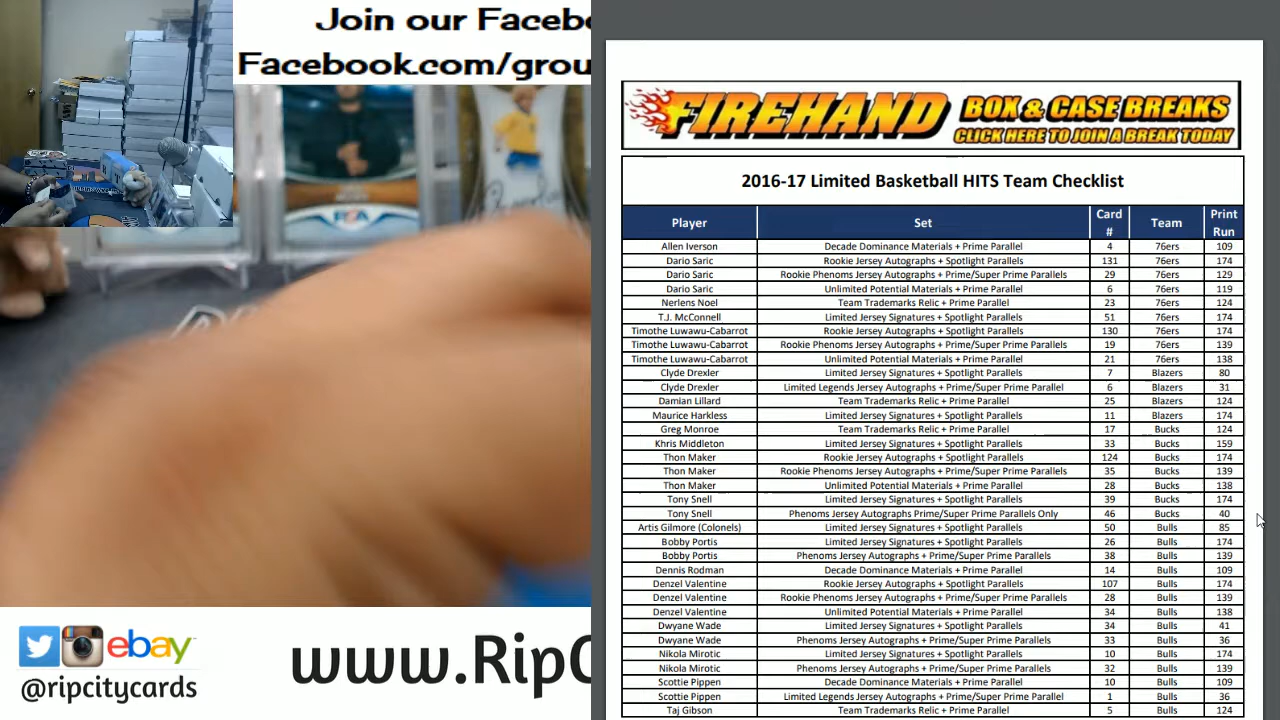 Join our Facebo
Facebook.com/grou
ebay
@ripcitycards
www.RipC
FIREHAND BOX & CASE BREAKS
CLICK HERE TO JOIN A BREAK TODAY
2016-17 Limited Basketball HITS Team Checklist
Player Set Card # Team Print Run
Allen Iverson Decade Dominance Materials + Prime Parallel 4 76ers 109
Dario Saric Rookie Jersey Autographs + Spotlight Parallels 131 76ers 174
Dario Saric Rookie Phenoms Jersey Autographs + Prime/Super Prime Parallels 29 76ers 129
Dario Saric Unlimited Potential Materials + Prime Parallel 6 76ers 119
Nerlens Noel Team Trademarks Relic + Prime Parallel 23 76ers 124
T.J. McConnell Limited Jersey Signatures + Spotlight Parallels 51 76ers 174
Timothe Luwawu-Cabarrot Rookie Jersey Autographs + Spotlight Parallels 130 76ers 174
Timothe Luwawu-Cabarrot Rookie Phenoms Jersey Autographs + Prime/Super Prime Parallels 19 76ers 139
Timothe Luwawu-Cabarrot Unlimited Potential Materials + Prime Parallel 21 76ers 138
Clyde Drexler Limited Jersey Signatures + Spotlight Parallels 7 Blazers 80
Clyde Drexler Limited Legends Jersey Autographs + Prime/Super Prime Parallel 6 Blazers 31
Damian Lillard Team Trademarks Relic + Prime Parallel 25 Blazers 124
Maurice Harkless Limited Jersey Signatures + Spotlight Parallels 11 Blazers 174
Greg Monroe Team Trademarks Relic + Prime Parallel 17 Bucks 124
Khris Middleton Limited Jersey Signatures + Spotlight Parallels 33 Bucks 159
Thon Maker Rookie Jersey Autographs + Spotlight Parallels 124 Bucks 174
Thon Maker Rookie Phenoms Jersey Autographs + Prime/Super Prime Parallels 35 Bucks 139
Thon Maker Unlimited Potential Materials + Prime Parallel 28 Bucks 138
Tony Snell Limited Jersey Signatures + Spotlight Parallels 39 Bucks 174
Tony Snell Phenoms Jersey Autographs Prime/Super Prime Parallels Only 46 Bucks 40
Artis Gilmore (Colonels) Limited Jersey Signatures + Spotlight Parallels 50 Bulls 85
Bobby Portis Limited Jersey Signatures + Spotlight Parallels 26 Bulls 174
Bobby Portis Phenoms Jersey Autographs + Prime/Super Prime Parallels 38 Bulls 139
Dennis Rodman Decade Dominance Materials + Prime Parallel 14 Bulls 109
Denzel Valentine Rookie Jersey Autographs + Spotlight Parallels 107 Bulls 174
Denzel Valentine Rookie Phenoms Jersey Autographs + Prime/Super Prime Parallels 28 Bulls 139
Denzel Valentine Unlimited Potential Materials + Prime Parallel 34 Bulls 138
Dwyane Wade Limited Jersey Signatures + Spotlight Parallels 34 Bulls 41
Dwyane Wade Phenoms Jersey Autographs + Prime/Super Prime Parallels 33 Bulls 36
Nikola Mirotic Limited Jersey Signatures + Spotlight Parallels 10 Bulls 174
Nikola Mirotic Phenoms Jersey Autographs + Prime/Super Prime Parallels 32 Bulls 139
Scottie Pippen Decade Dominance Materials + Prime Parallel 10 Bulls 109
Scottie Pippen Limited Legends Jersey Autographs + Prime/Super Prime Parallel 1 Bulls 36
Taj Gibson Team Trademarks Relic + Prime Parallel 5 Bulls 124